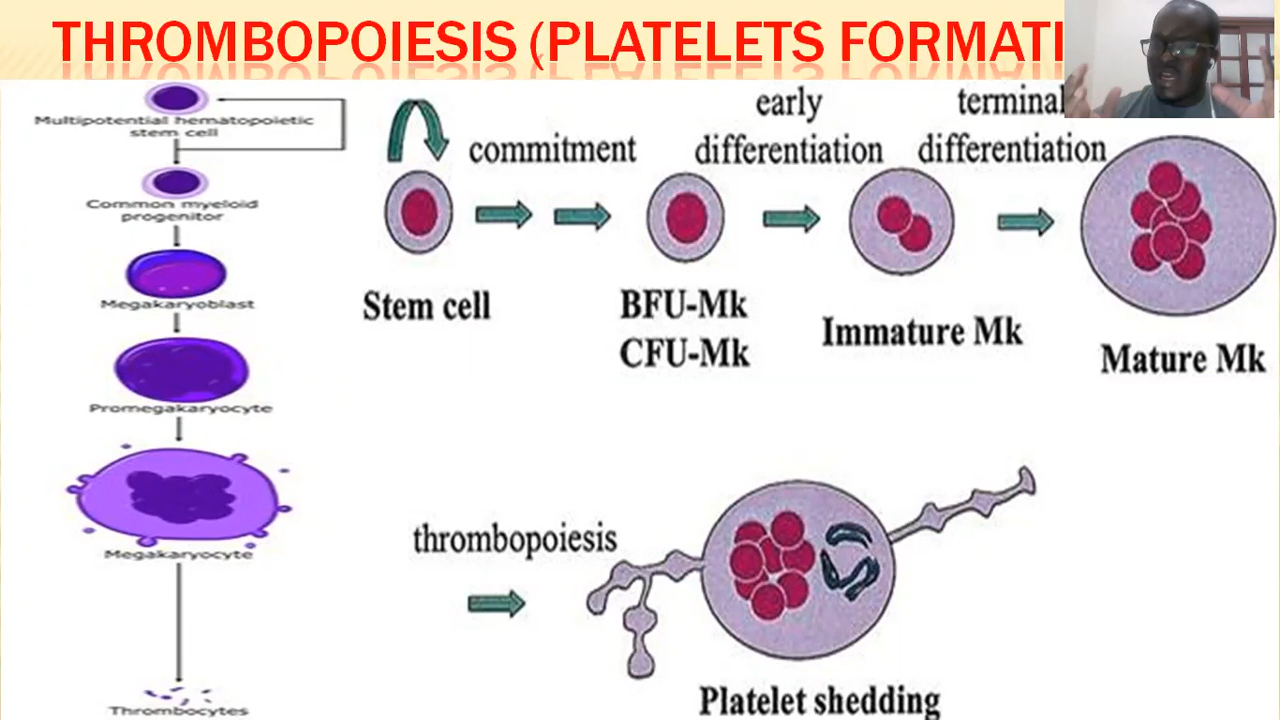 THROMBOPOIESIS (PLATELETS FORMATI
Multipotential hematopoietic
stem cell
Common myeloid
progenitor
Megakaryoblast
Promegakaryocyte
Megakaryocyte
Thrombocytes
commitment
early
differentiation
terminal
differentiation
Stem cell
BFU-Mk
CFU-Mk
Immature Mk
Mature Mk
thrombopoiesis
Platelet shedding